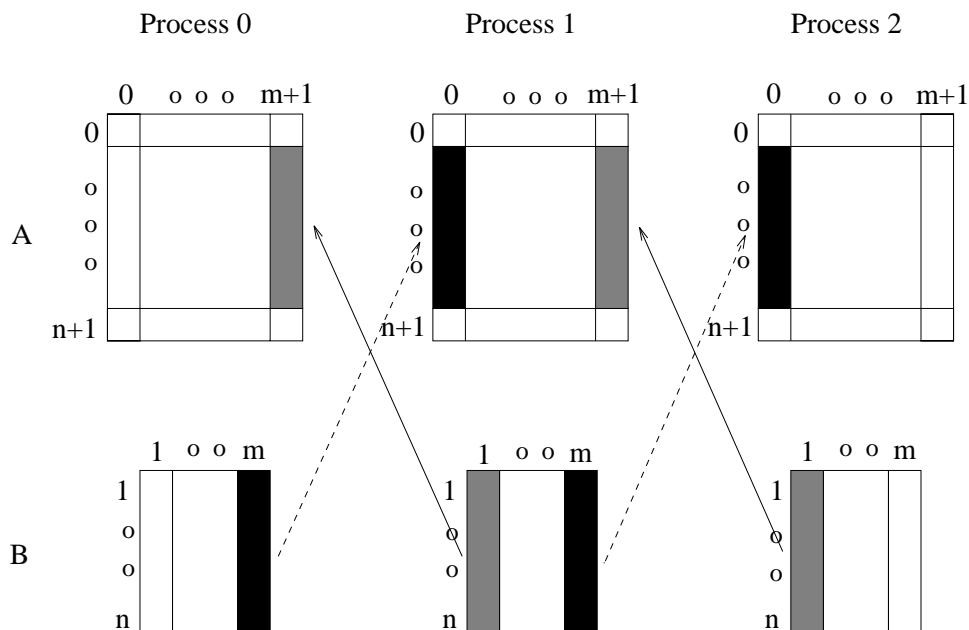 Process 0 Process 1 Process 2
0 o o o m+1 0 o o o m+1 0 o o o m+1
0 0 0
o o o
A o o o
o o o
n+1 n+1 n+1
1 o o m 1 o o m 1 o o m
1 1 1
o o o
B o o o
n n n